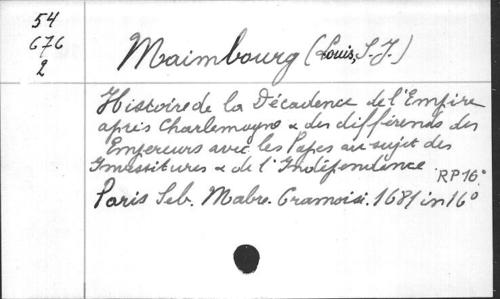 54
676
2
Maimbourg (Louis, S.J.)
Histoire de la Décadence de l'Empire
après Charlemagne & des différends des
Empereurs avec les Papes au sujet des
Investitures & de l'Indépendance
RP16°
Paris Seb. Mabre. Cramoisi. 1681 in 16°